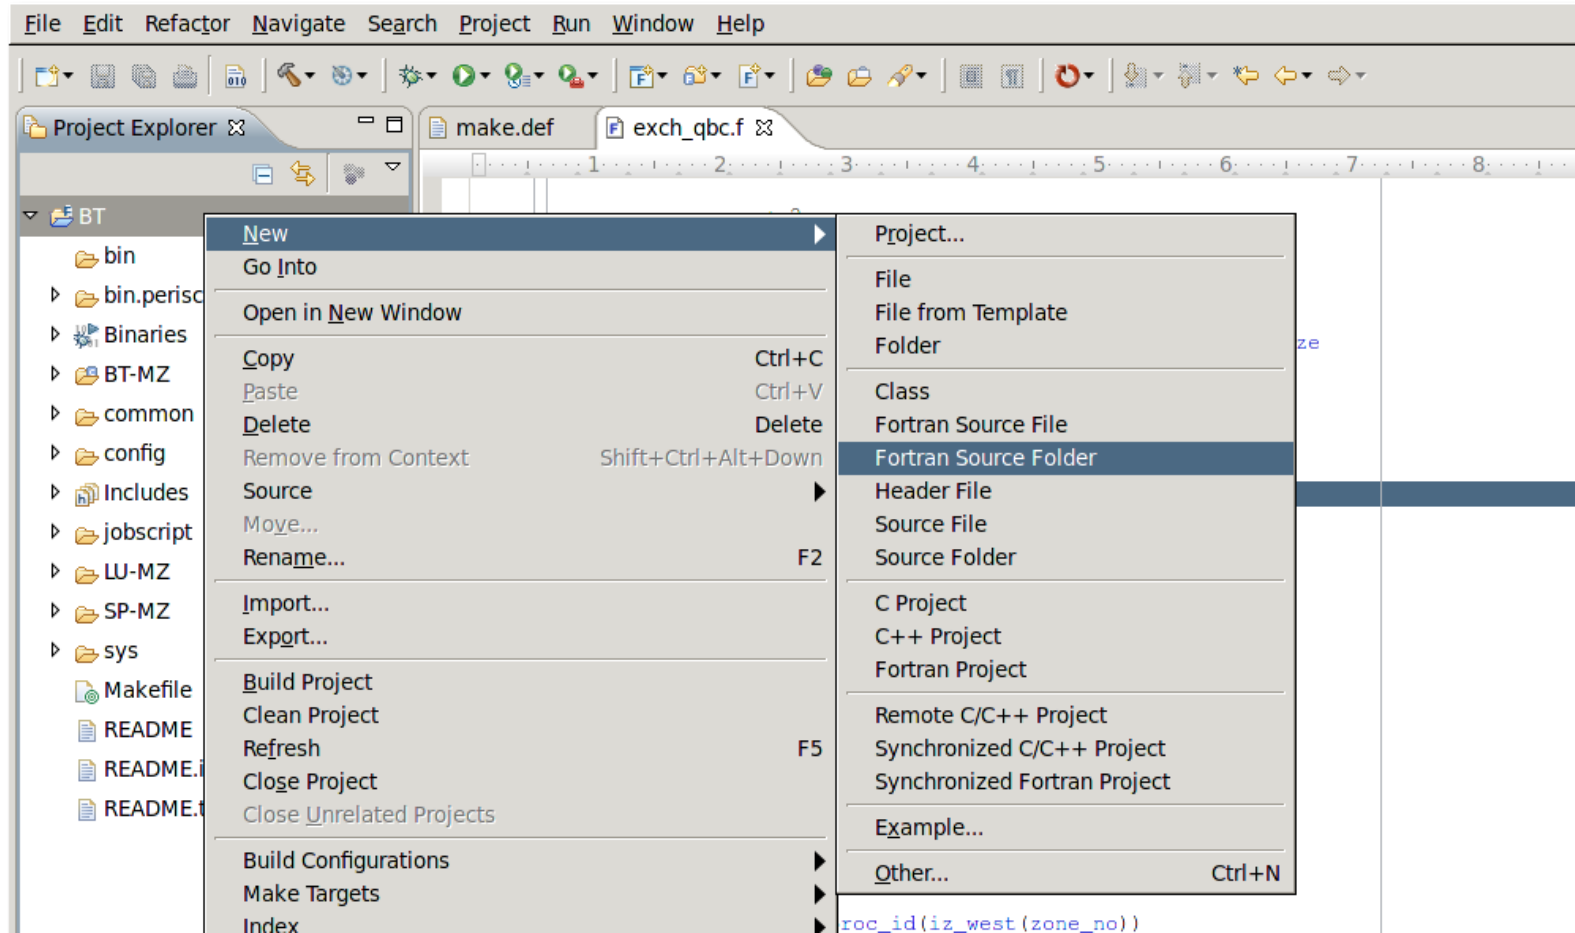 File Edit Refactor Navigate Search Project Run Window Help
Project Explorer
make.def
exch_qbc.f
1 2 3 4 5 6 7 8
BT
bin
bin.perisc
Binaries
BT-MZ
common
config
Includes
jobscript
LU-MZ
SP-MZ
sys
Makefile
README
README.i
README.t
New
Go Into
Open in New Window
Copy Ctrl+C
Paste Ctrl+V
Delete Delete
Remove from Context Shift+Ctrl+Alt+Down
Source
Move...
Rename... F2
Import...
Export...
Build Project
Clean Project
Refresh F5
Close Project
Close Unrelated Projects
Build Configurations
Make Targets
Index
Project...
File
File from Template
Folder
Class
Fortran Source File
Fortran Source Folder
Header File
Source File
Source Folder
C Project
C++ Project
Fortran Project
Remote C/C++ Project
Synchronized C/C++ Project
Synchronized Fortran Project
Example...
Other... Ctrl+N
ze
roc_id(iz_west(zone_no))